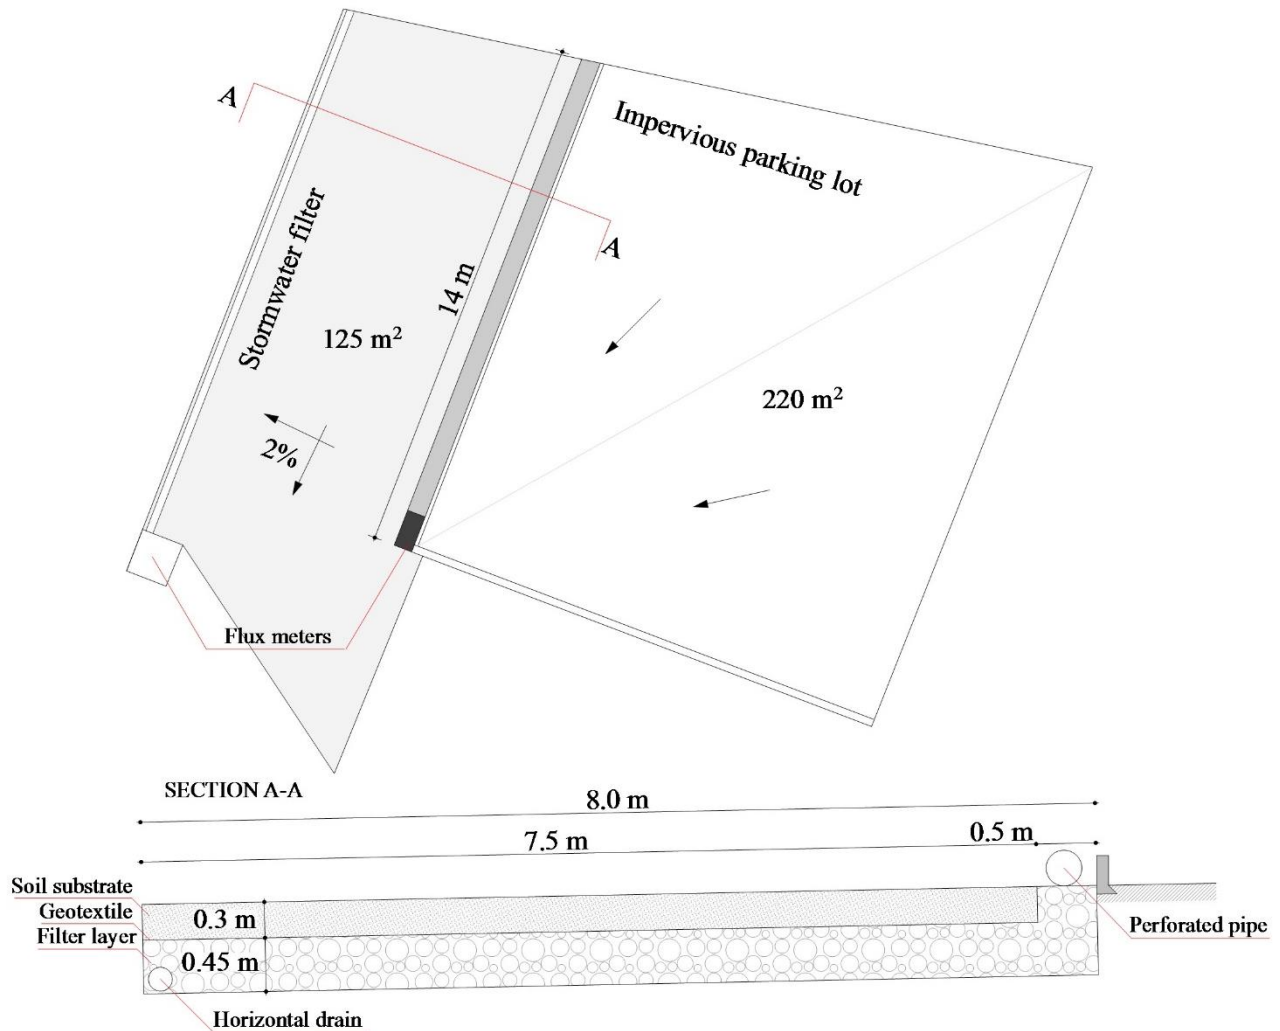 A
Impervious parking lot
A
Stormwater filter
14 m
125 m²
220 m²
2%
Flux meters
SECTION A-A
8.0 m
7.5 m
0.5 m
Soil substrate
Geotextile
Filter layer
0.3 m
0.45 m
Perforated pipe
Horizontal drain